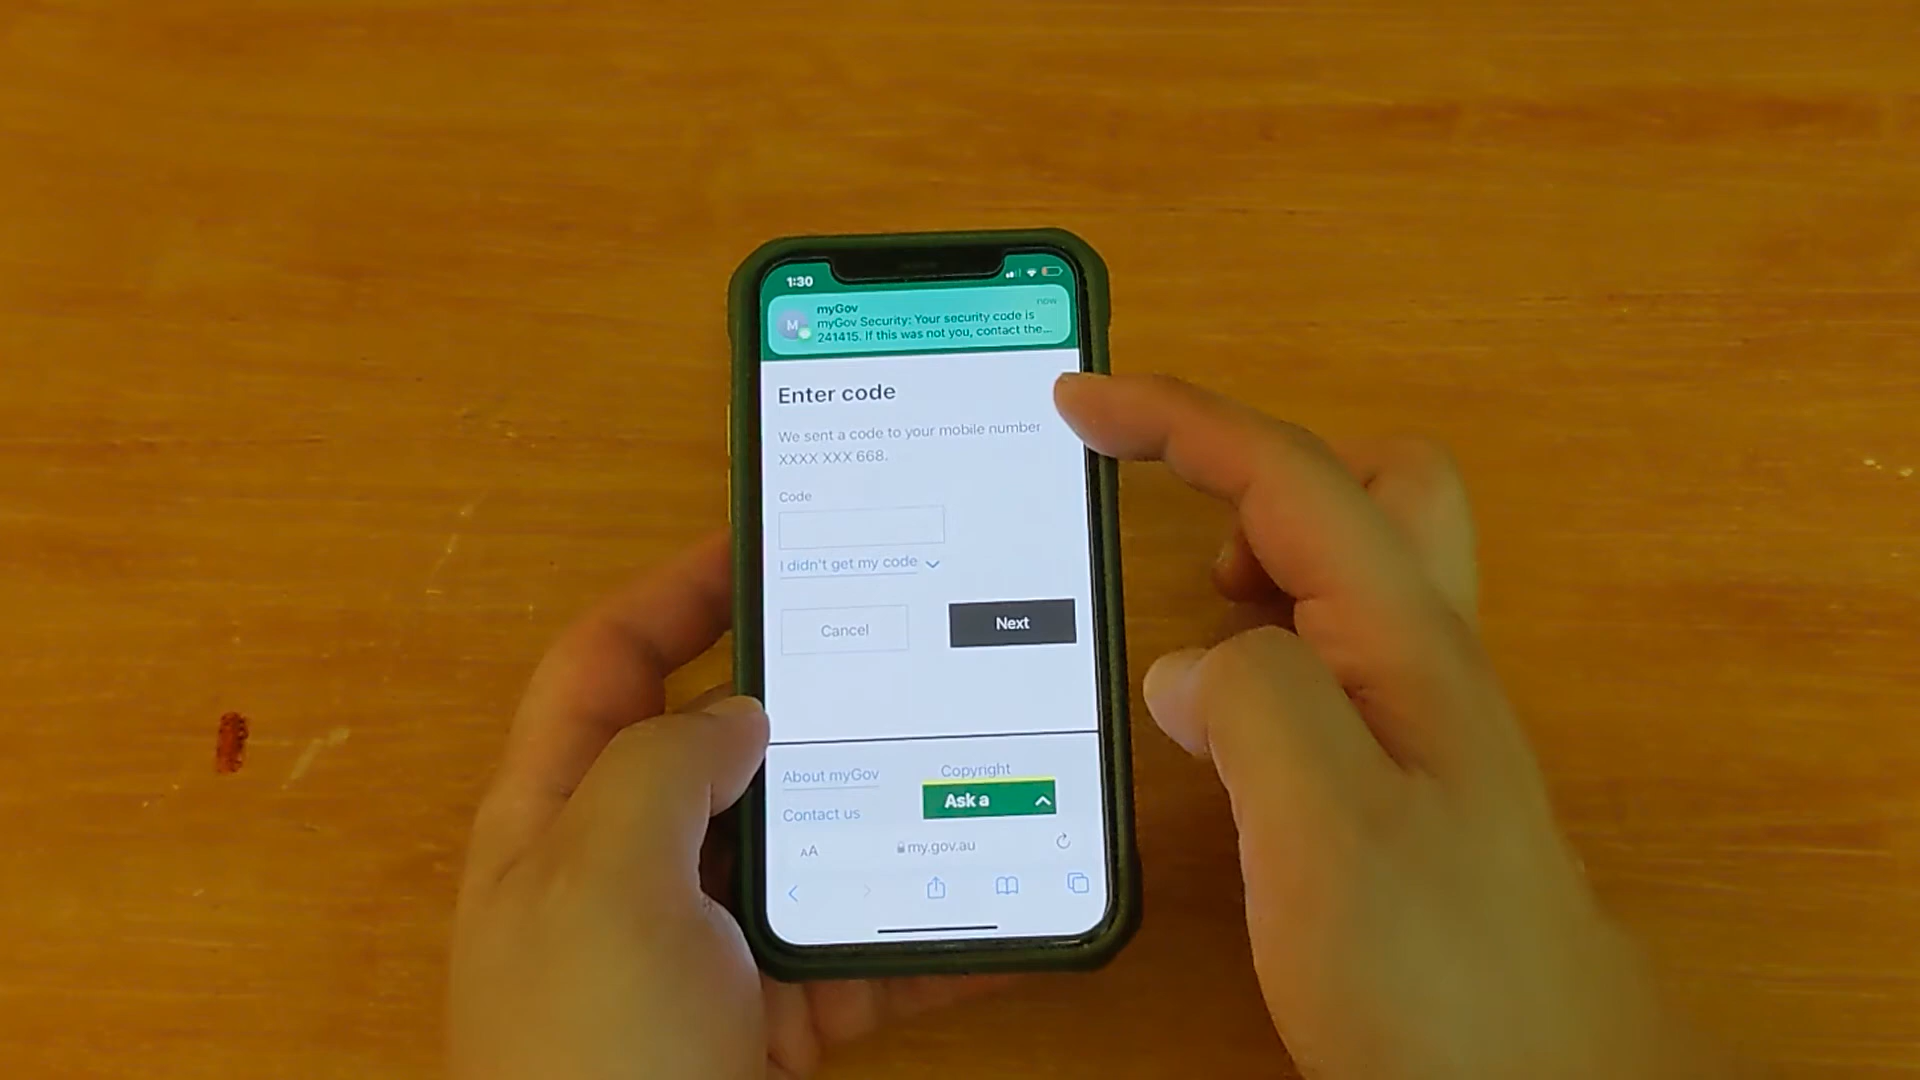 1:30
myGov
now
M
myGov Security: Your security code is
241415. If this was not you, contact the...
Enter code
We sent a code to your mobile number
XXXX XXX 668.
Code
I didn't get my code
Cancel
Next
About myGov
Copyright
Ask a
Contact us
AA
my.gov.au